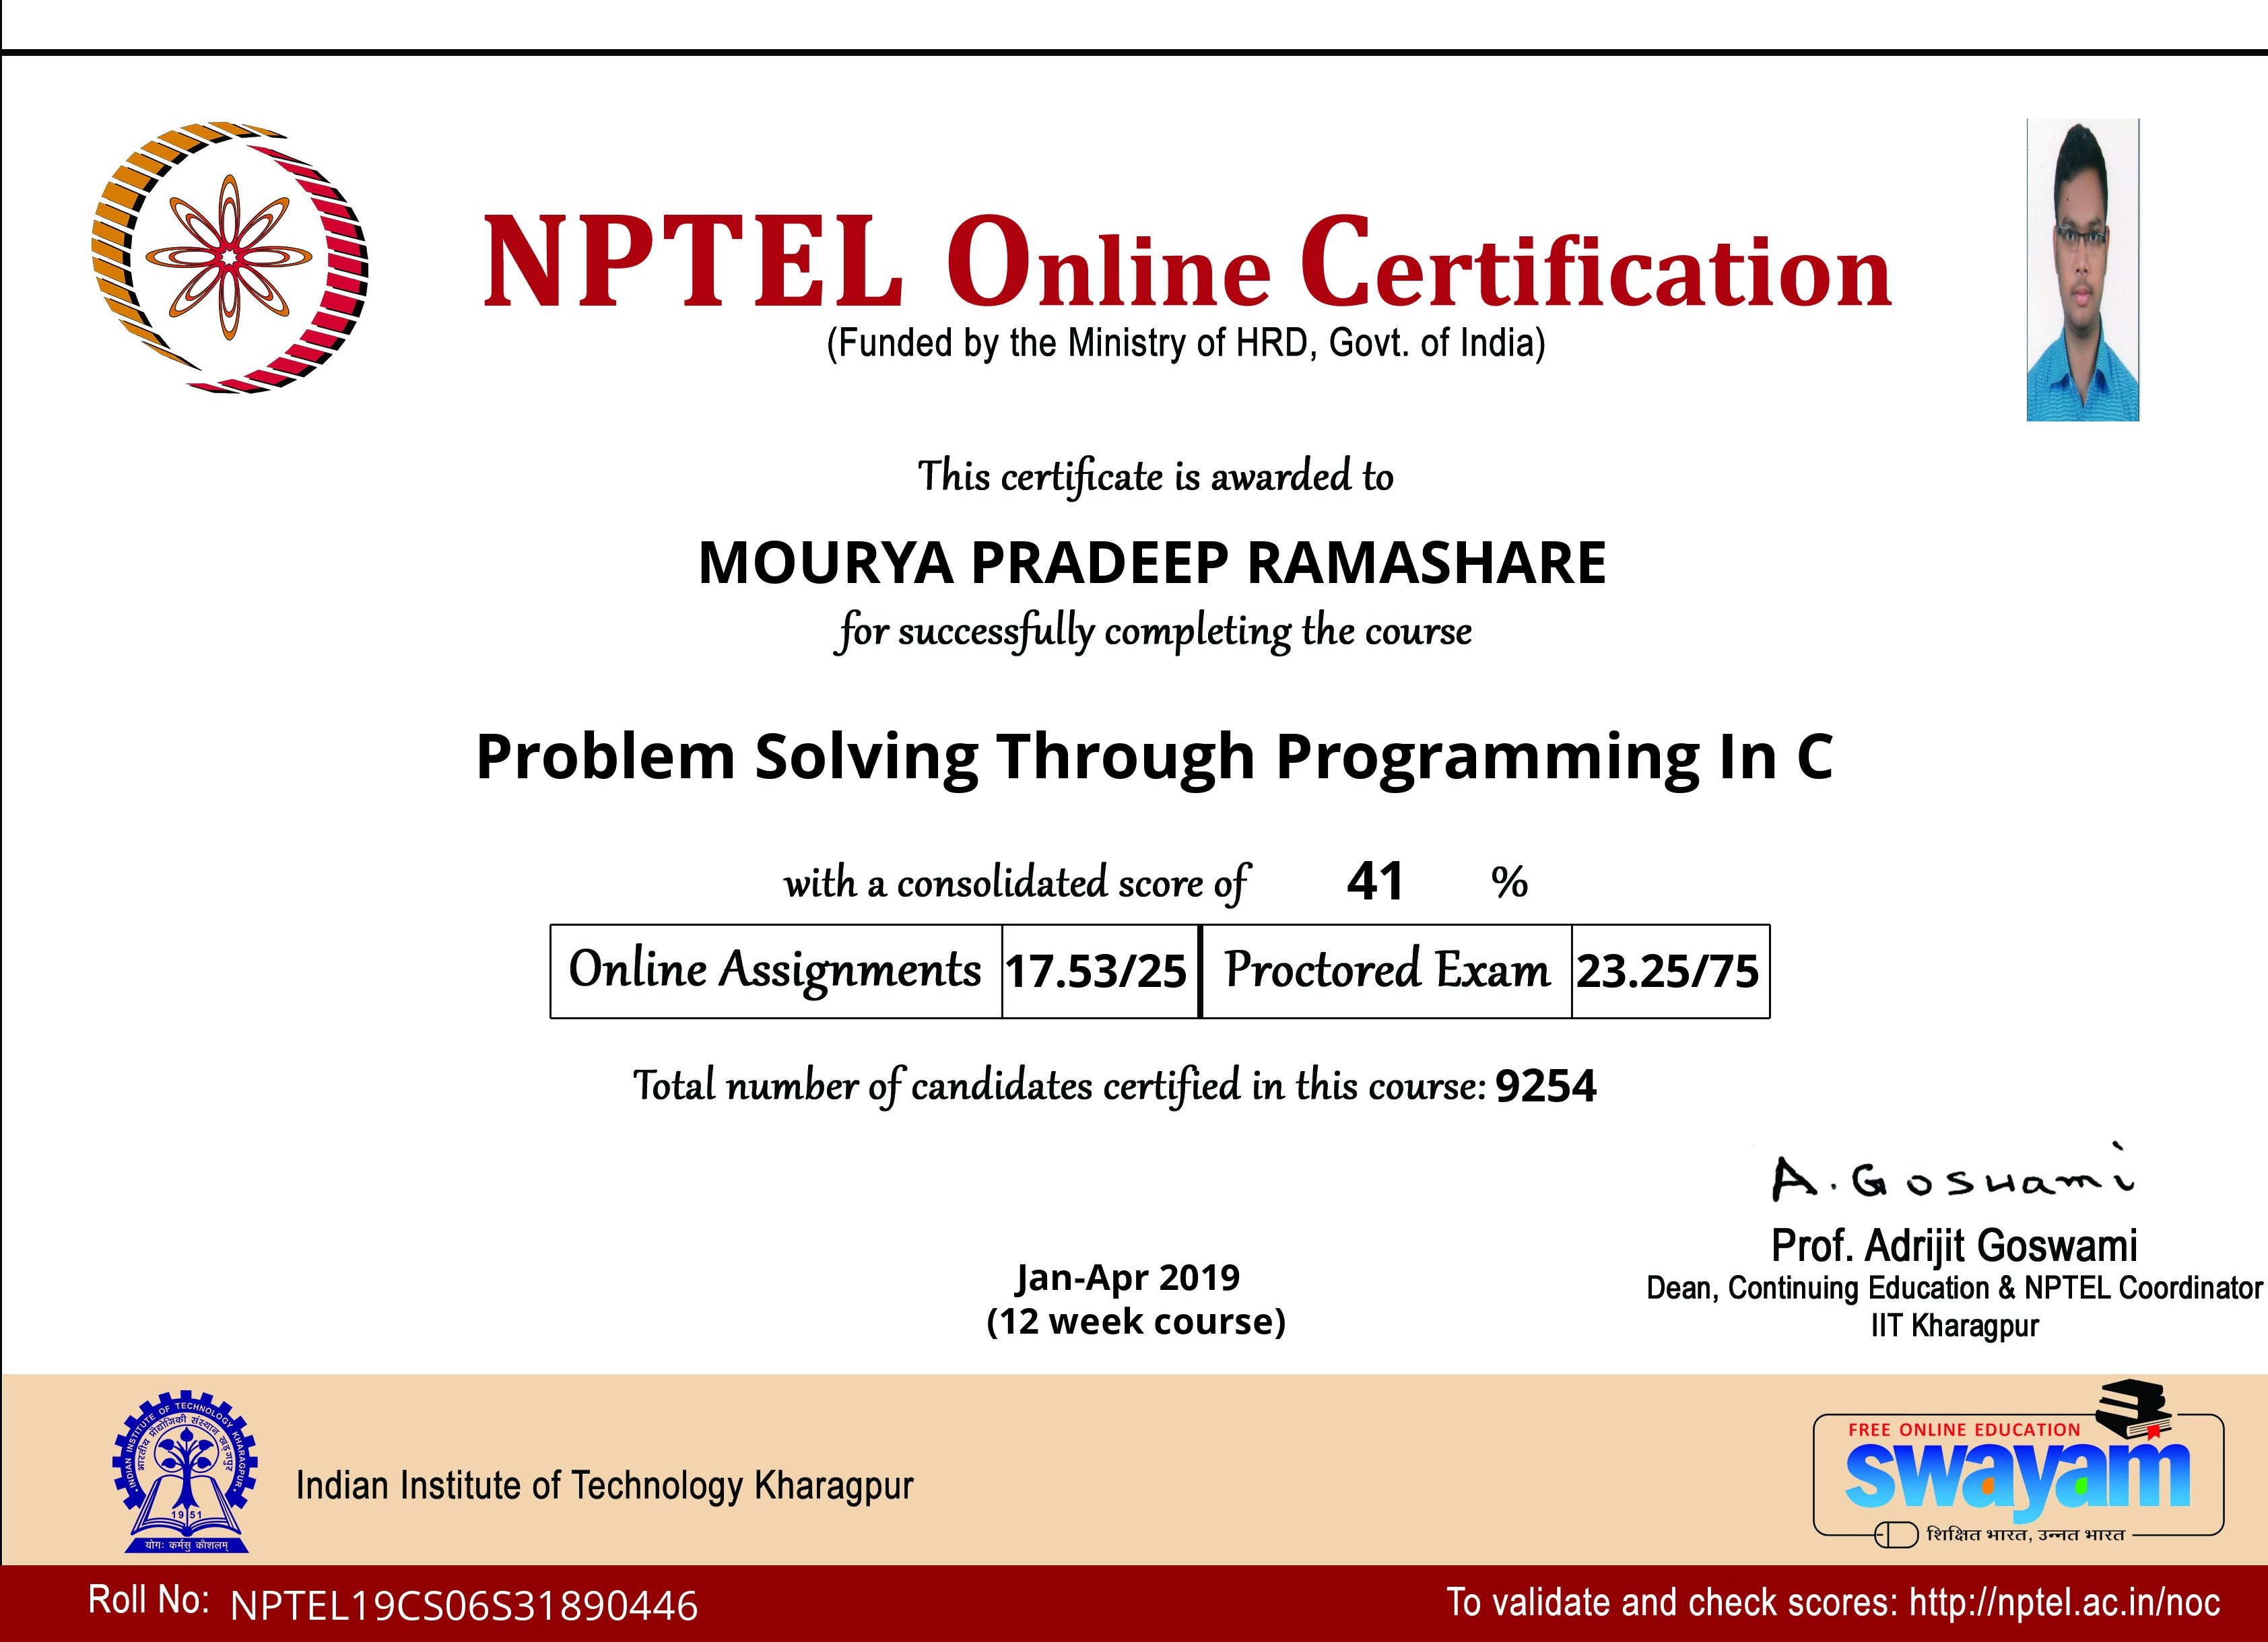 NPTEL Online Certification
(Funded by the Ministry of HRD, Govt. of India)
This certificate is awarded to
MOURYA PRADEEP RAMASHARE
for successfully completing the course
Problem Solving Through Programming In C
with a consolidated score of 41 %
Online Assignments 17.53/25 Proctored Exam 23.25/75
Total number of candidates certified in this course: 9254
A. Goswami
Prof. Adrijit Goswami
Dean, Continuing Education & NPTEL Coordinator
IIT Kharagpur
Jan-Apr 2019
(12 week course)
INDIAN INSTITUTE OF TECHNOLOGY KHARAGPUR
भारतीय प्रौद्योगिकी संस्थान खड़गपुर
1951
योगः कर्मसु कौशलम्
Indian Institute of Technology Kharagpur
FREE ONLINE EDUCATION
swayam
शिक्षित भारत, उन्नत भारत
Roll No: NPTEL19CS06S31890446
To validate and check scores: http://nptel.ac.in/noc